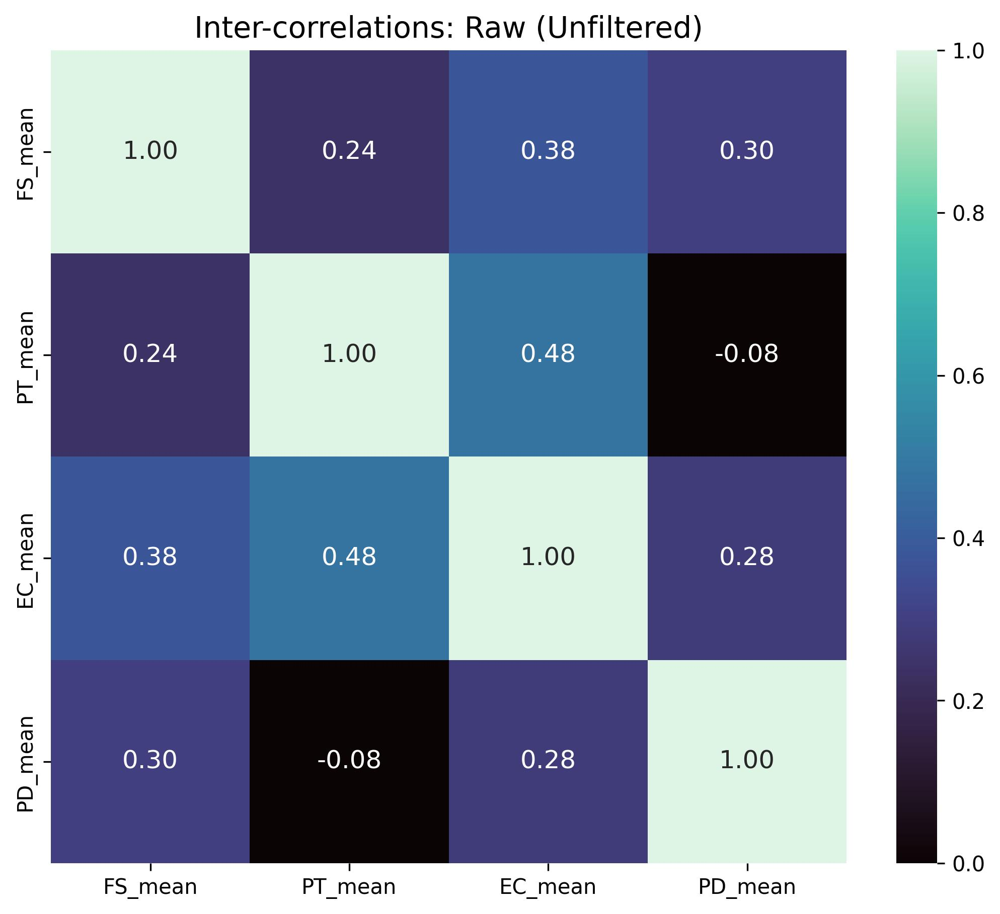 Inter-correlations: Raw (Unfiltered)
FS_mean
1.00 0.24 0.38 0.30
PT_mean
0.24 1.00 0.48 -0.08
EC_mean
0.38 0.48 1.00 0.28
PD_mean
0.30 -0.08 0.28 1.00
FS_mean PT_mean EC_mean PD_mean
1.0
0.8
0.6
0.4
0.2
0.0